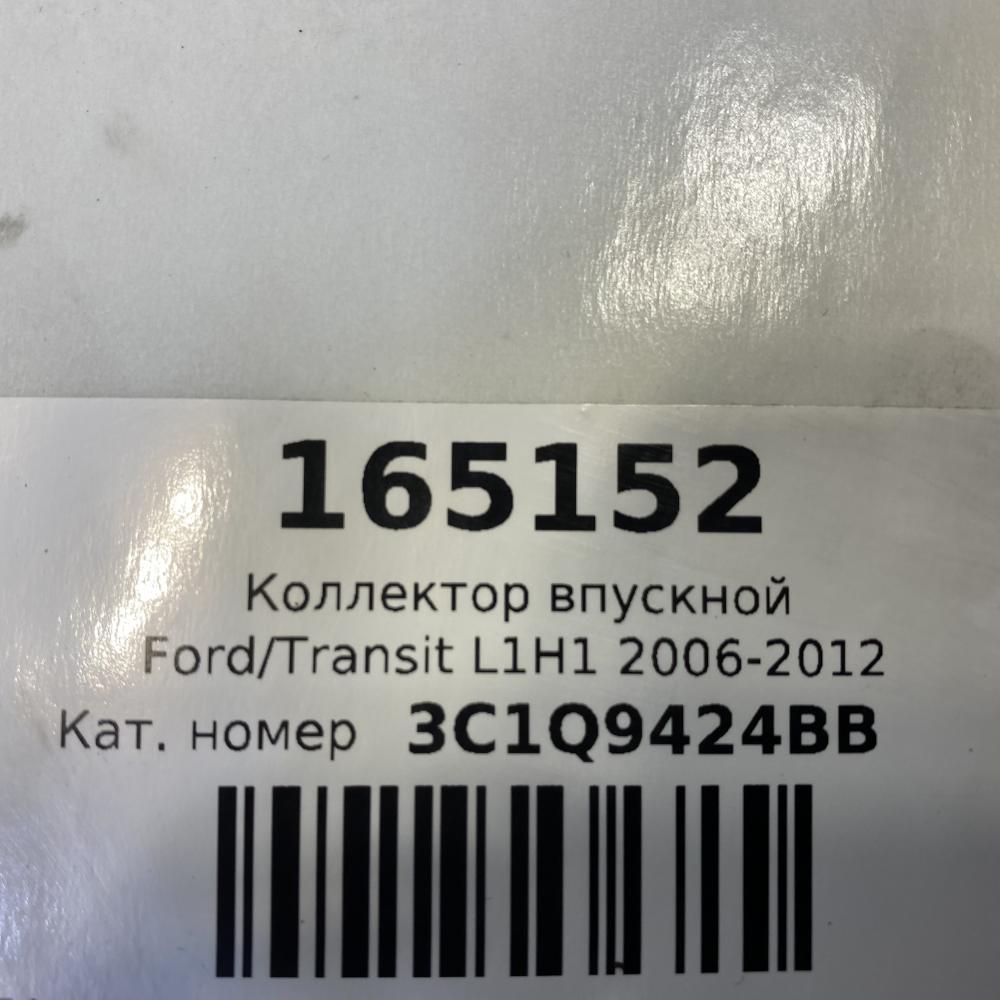 165152
Коллектор впускной
Ford/Transit L1H1 2006-2012
Кат. номер 3C1Q9424BB